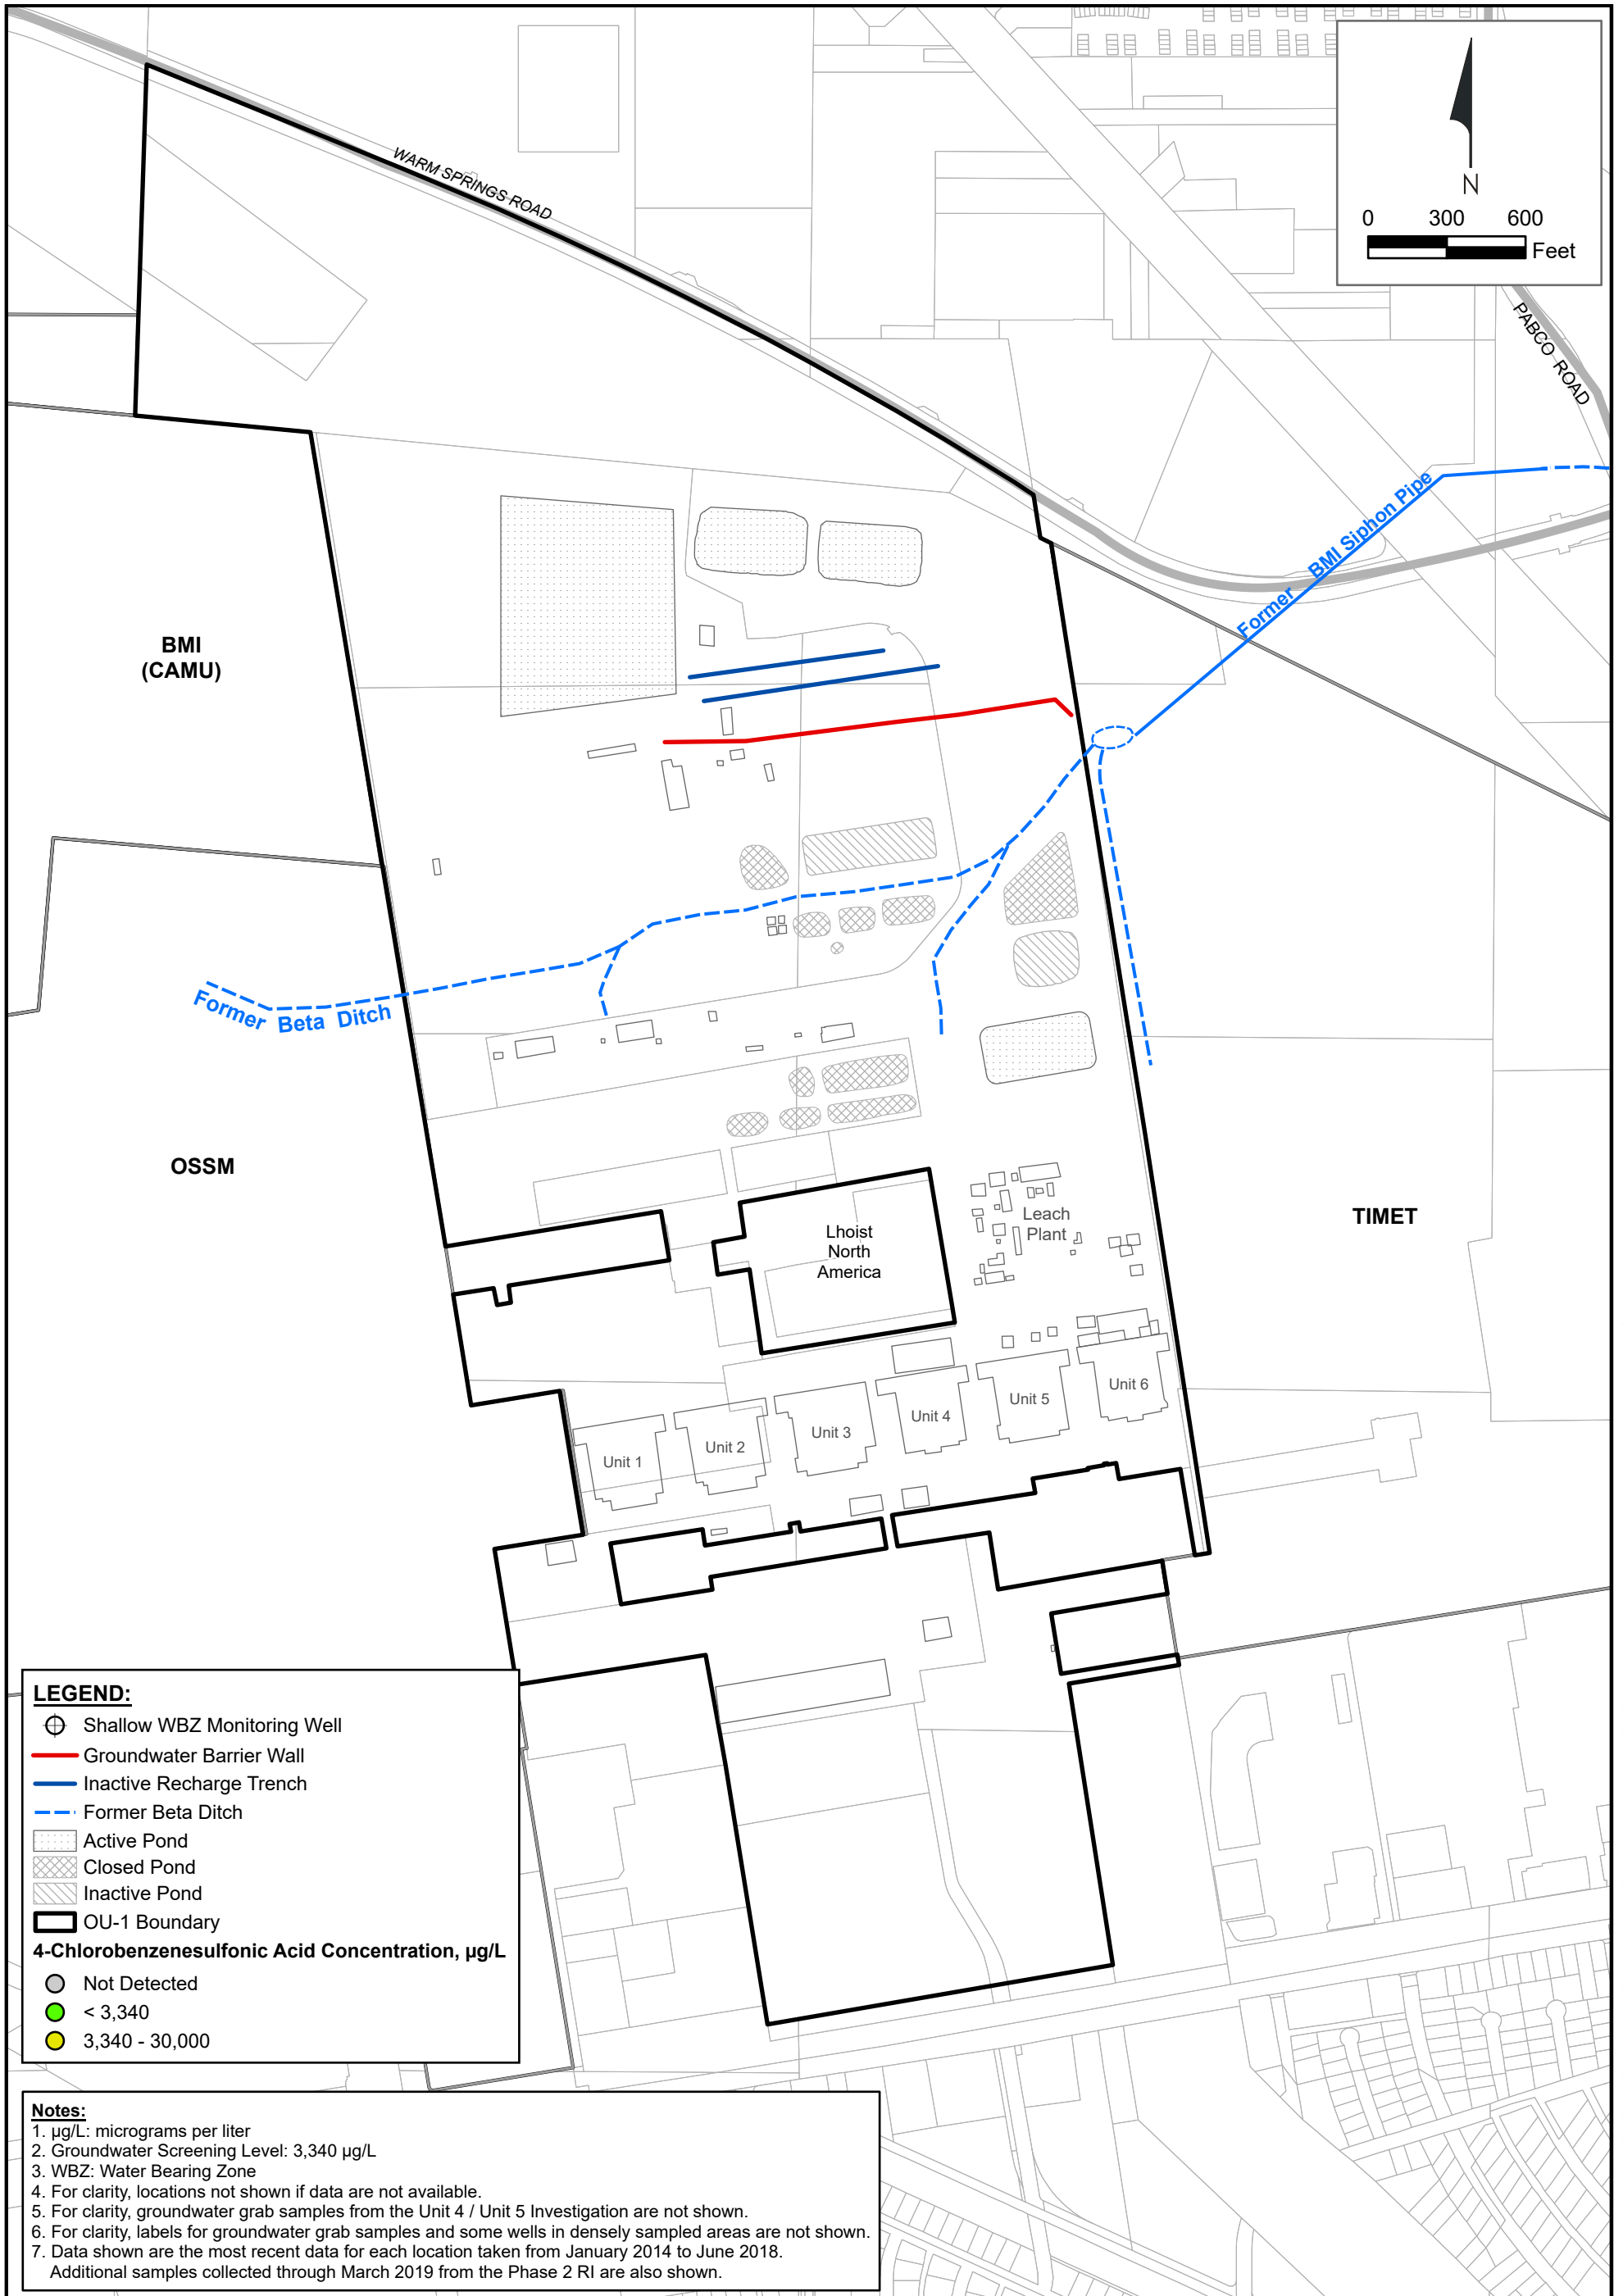 WARM SPRINGS ROAD
N
0 300 600
Feet
PABCO ROAD
Former BMI Siphon Pipe
BMI
(CAMU)
Former Beta Ditch
OSSM
TIMET
Lhoist
North
America
Leach
Plant
Unit 1
Unit 2
Unit 3
Unit 4
Unit 5
Unit 6
LEGEND:
Shallow WBZ Monitoring Well
Groundwater Barrier Wall
Inactive Recharge Trench
Former Beta Ditch
Active Pond
Closed Pond
Inactive Pond
OU-1 Boundary
4-Chlorobenzenesulfonic Acid Concentration, µg/L
Not Detected
< 3,340
3,340 - 30,000
Notes:
1. µg/L: micrograms per liter
2. Groundwater Screening Level: 3,340 µg/L
3. WBZ: Water Bearing Zone
4. For clarity, locations not shown if data are not available.
5. For clarity, groundwater grab samples from the Unit 4 / Unit 5 Investigation are not shown.
6. For clarity, labels for groundwater grab samples and some wells in densely sampled areas are not shown.
7. Data shown are the most recent data for each location taken from January 2014 to June 2018.
Additional samples collected through March 2019 from the Phase 2 RI are also shown.